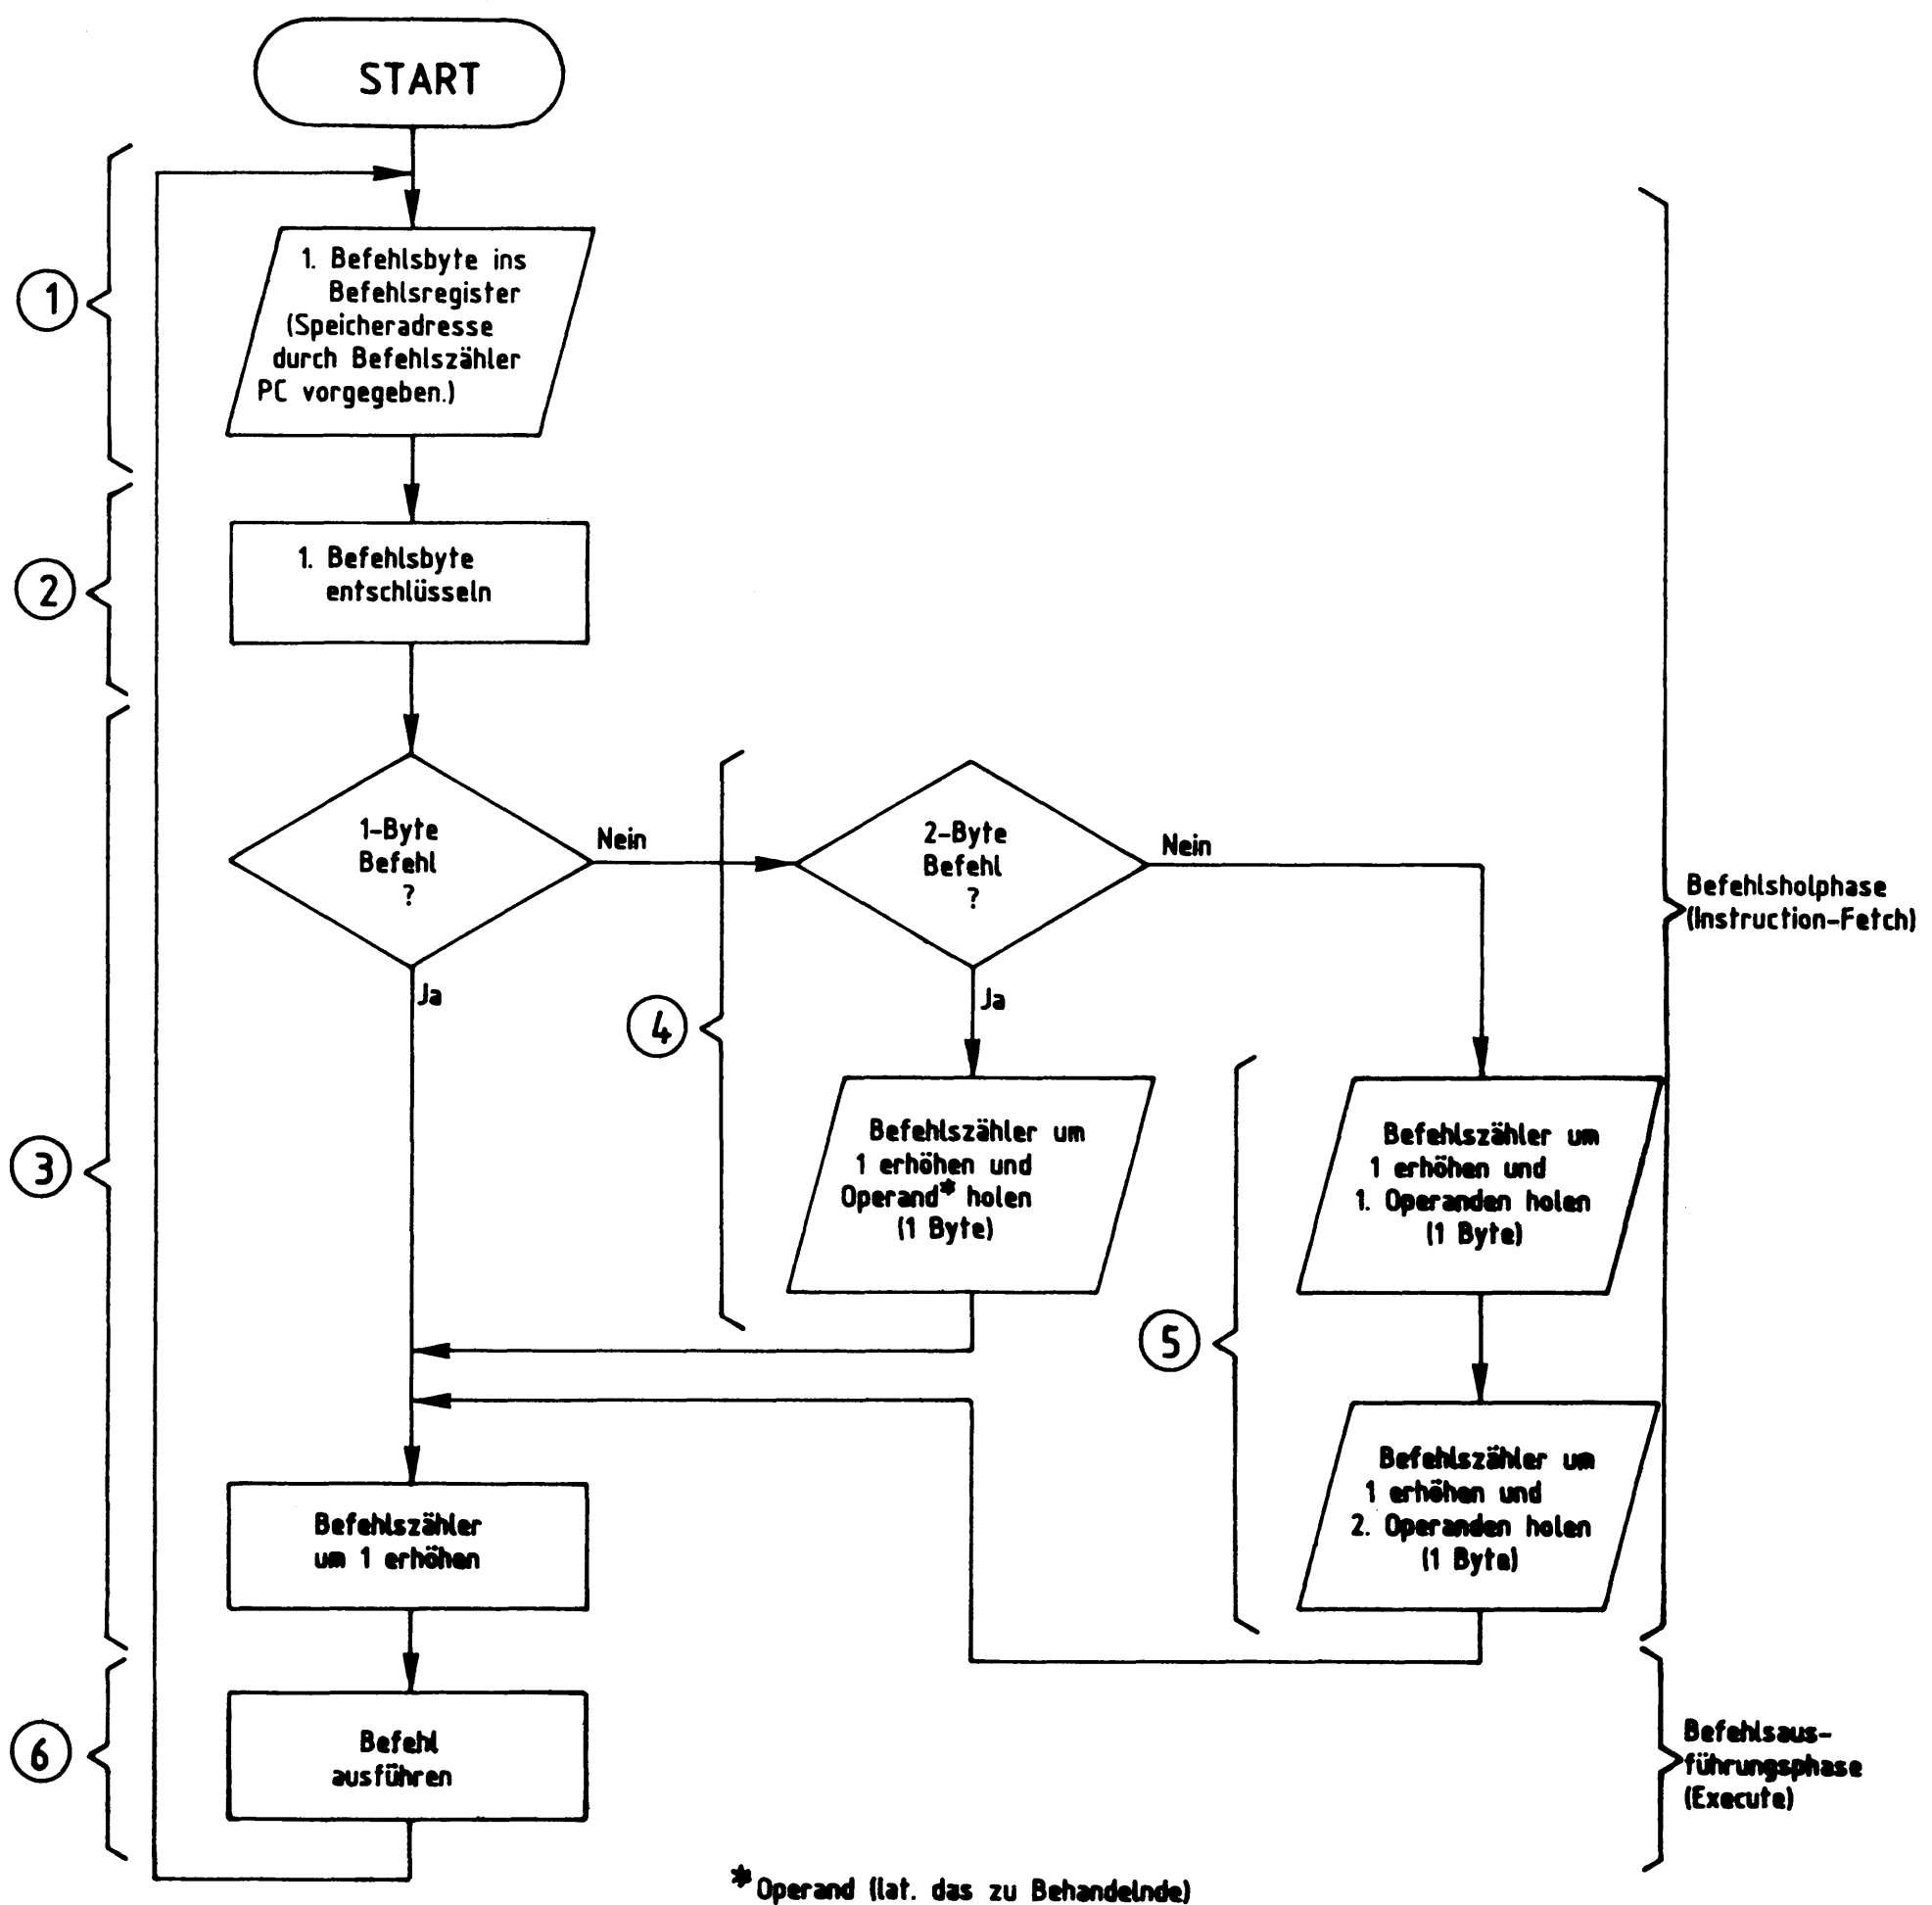 START
1
1. Befehlsbyte ins
Befehlsregister
(Speicheradresse
durch Befehlszähler
PC vorgegeben.)
2
1. Befehlsbyte
entschlüsseln
3
1-Byte
Befehl
?
Nein
Ja
4
2-Byte
Befehl
?
Nein
Ja
Befehlszähler um
1 erhöhen und
Operand* holen
(1 Byte)
5
Befehlszähler um
1 erhöhen und
1. Operanden holen
(1 Byte)
Befehlszähler um
1 erhöhen und
2. Operanden holen
(1 Byte)
Befehlszähler
um 1 erhöhen
6
Befehl
ausführen
Befehlsholphase
(Instruction-Fetch)
Befehlsaus-
führungsphase
(Execute)
* Operand (lat. das zu Behandelnde)